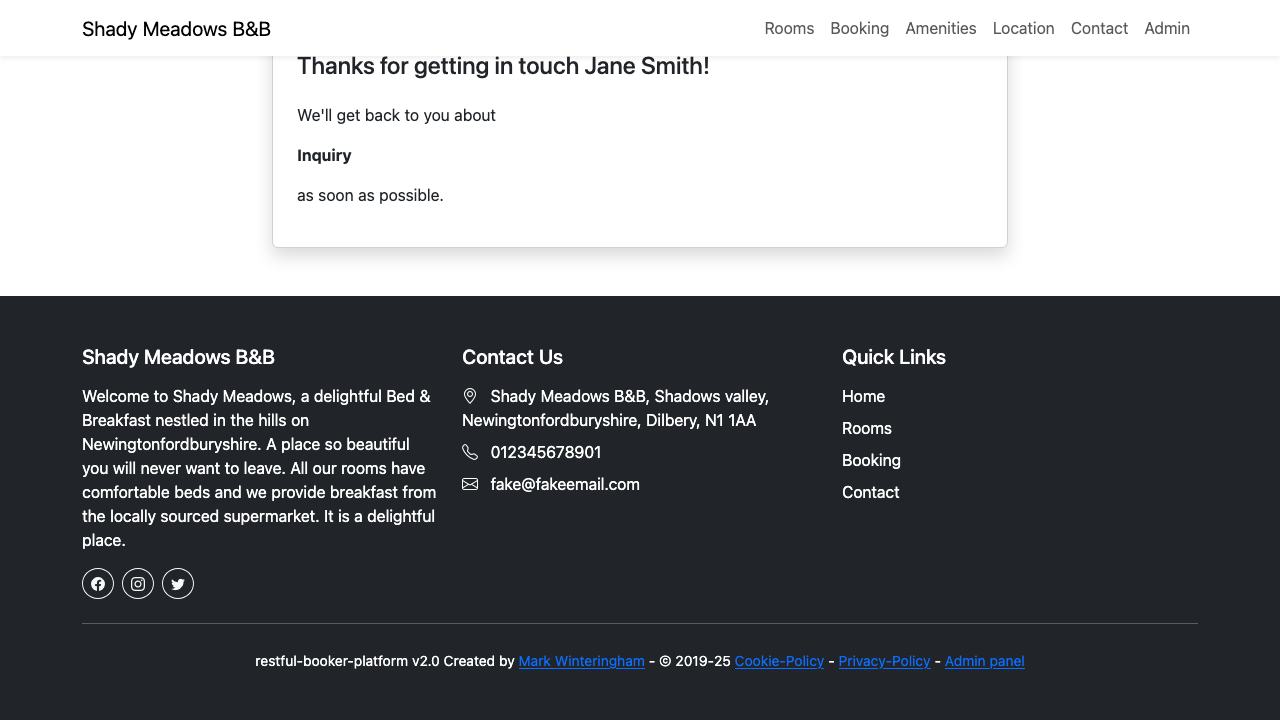 Shady Meadows B&B
Rooms Booking Amenities Location Contact Admin
Thanks for getting in touch Jane Smith!
We'll get back to you about
Inquiry
as soon as possible.
Shady Meadows B&B
Welcome to Shady Meadows, a delightful Bed &
Breakfast nestled in the hills on
Newingtonfordburyshire. A place so beautiful
you will never want to leave. All our rooms have
comfortable beds and we provide breakfast from
the locally sourced supermarket. It is a delightful
place.
Contact Us
Shady Meadows B&B, Shadows valley,
Newingtonfordburyshire, Dilbery, N1 1AA
012345678901
fake@fakeemail.com
Quick Links
Home
Rooms
Booking
Contact
restful-booker-platform v2.0 Created by Mark Winteringham - © 2019-25 Cookie-Policy - Privacy-Policy - Admin panel